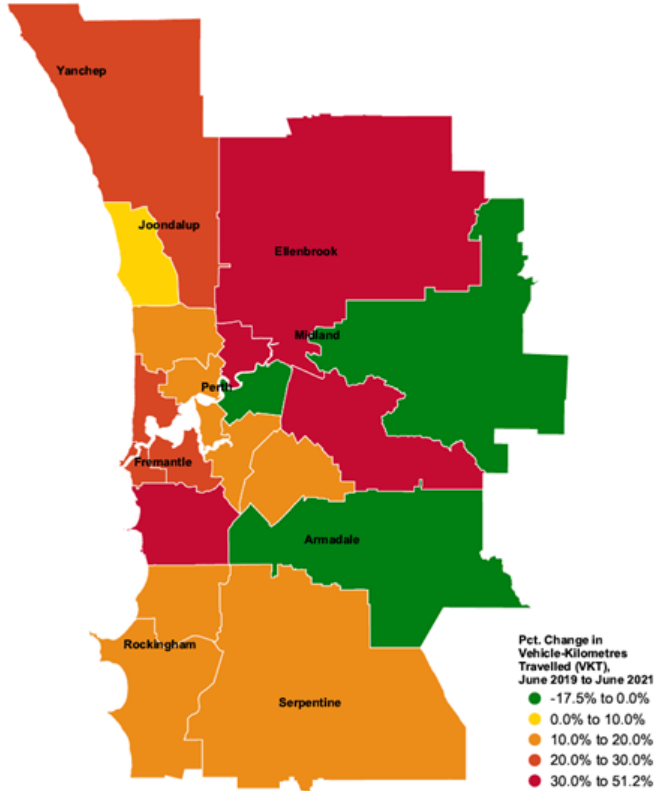 Yanchep
Joondalup
Ellenbrook
Midland
Perth
Fremantle
Armadale
Rockingham
Serpentine
Pct. Change in
Vehicle-Kilometres
Travelled (VKT),
June 2019 to June 2021
-17.5% to 0.0%
0.0% to 10.0%
10.0% to 20.0%
20.0% to 30.0%
30.0% to 51.2%